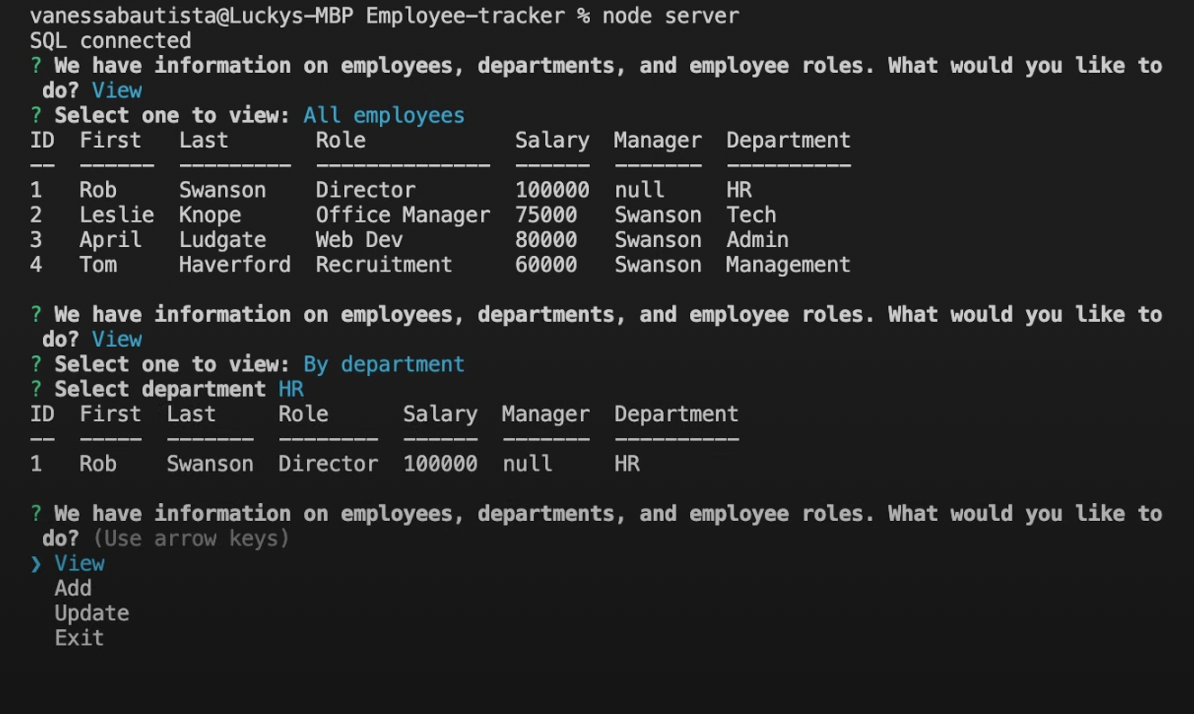 vanessabautista@Luckys-MBP Employee-tracker % node server
SQL connected
? We have information on employees, departments, and employee roles. What would you like to
do? View
? Select one to view: All employees
ID  First   Last       Role            Salary  Manager  Department
--  ------  ---------  --------------  ------  -------  ----------
1   Rob     Swanson    Director        100000  null     HR
2   Leslie  Knope      Office Manager  75000   Swanson  Tech
3   April   Ludgate    Web Dev         80000   Swanson  Admin
4   Tom     Haverford  Recruitment     60000   Swanson  Management
? We have information on employees, departments, and employee roles. What would you like to
do? View
? Select one to view: By department
? Select department HR
ID  First  Last     Role      Salary  Manager  Department
--  -----  -------  --------  ------  -------  ----------
1   Rob    Swanson  Director  100000  null     HR
? We have information on employees, departments, and employee roles. What would you like to
do? (Use arrow keys)
❯ View
Add
Update
Exit